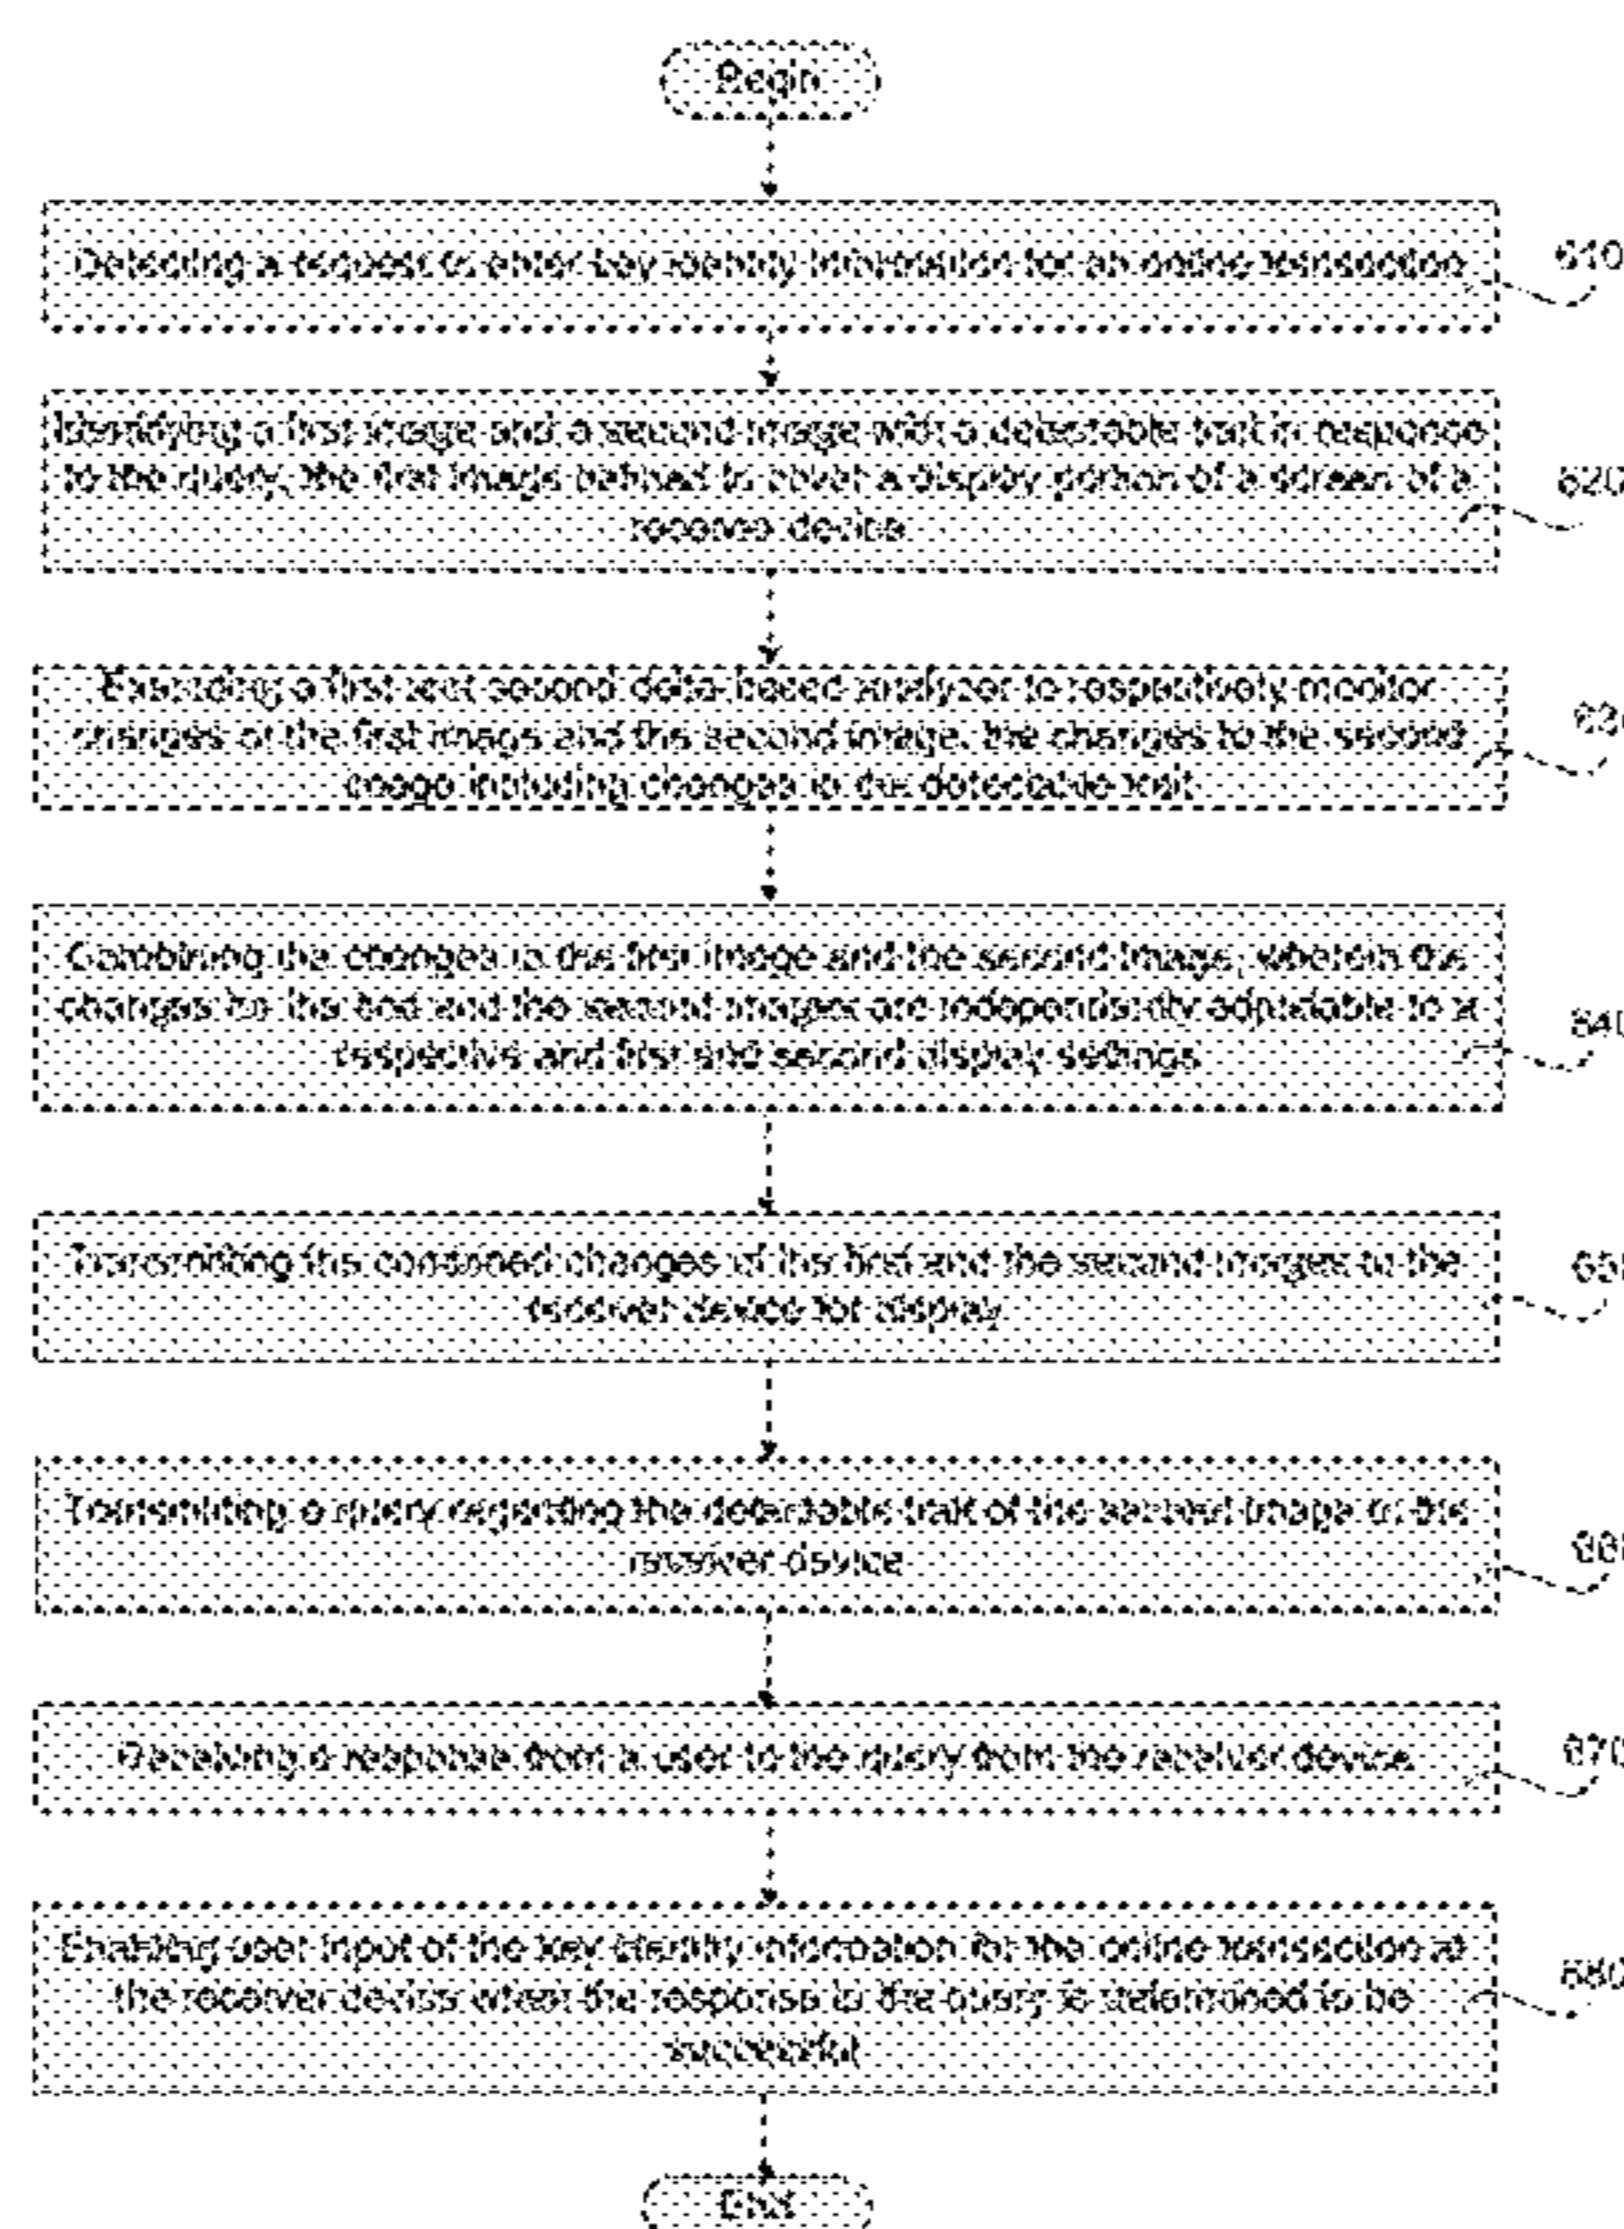 Begin
Detecting a request to enter key identity information for an online transaction
610
Identifying a first image and a second image with a detectable trait in response
to the query, the first image defined to cover a display portion of a screen of a
620
receiver device
Executing a first and second delta based analyzer to respectively monitor
changes of the first image and the second image, the changes to the second
image including changes to the detectable trait
Combining the changes to the first image and the second image, wherein the
changes for the first and the second images are independently adjustable to a
respective and first and second display settings
Transmitting the combined changes of the first and the second images to the
receiver device for display
Transmitting a query regarding the detectable trait of the second image to the
receiver device
Receiving a response from a user to the query from the receiver device
670
Enabling user input of the key identity information for the online transaction at
the receiver device when the response to the query is determined to be
680
successful
End